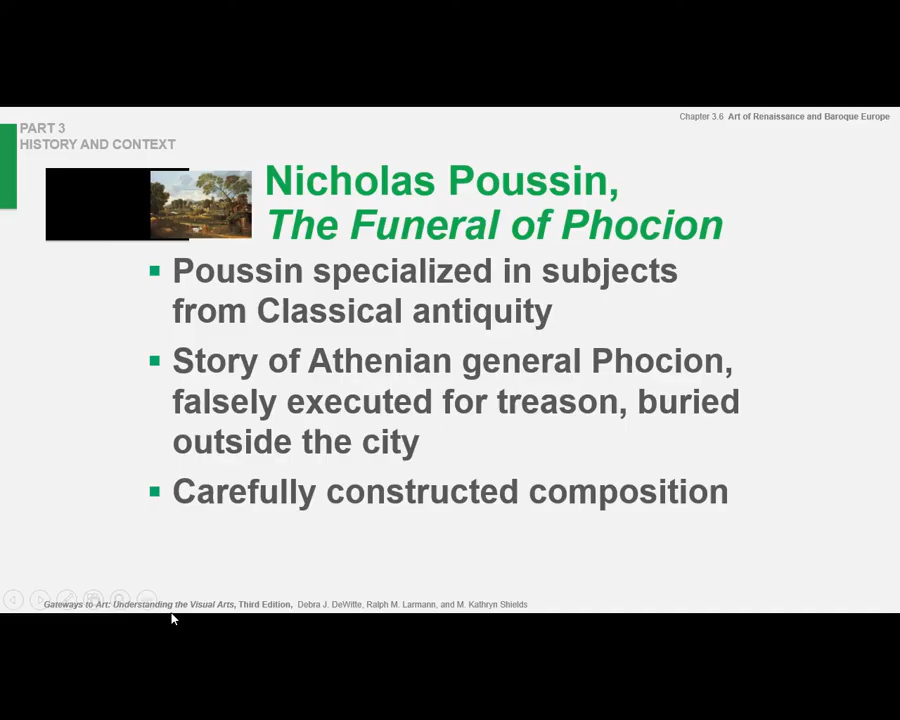 Chapter 3.6 Art of Renaissance and Baroque Europe
PART 3
HISTORY AND CONTEXT
Nicholas Poussin,
The Funeral of Phocion
▪ Poussin specialized in subjects
from Classical antiquity
▪ Story of Athenian general Phocion,
falsely executed for treason, buried
outside the city
▪ Carefully constructed composition
Gateways to Art: Understanding the Visual Arts, Third Edition, Debra J. DeWitte, Ralph M. Larmann, and M. Kathryn Shields